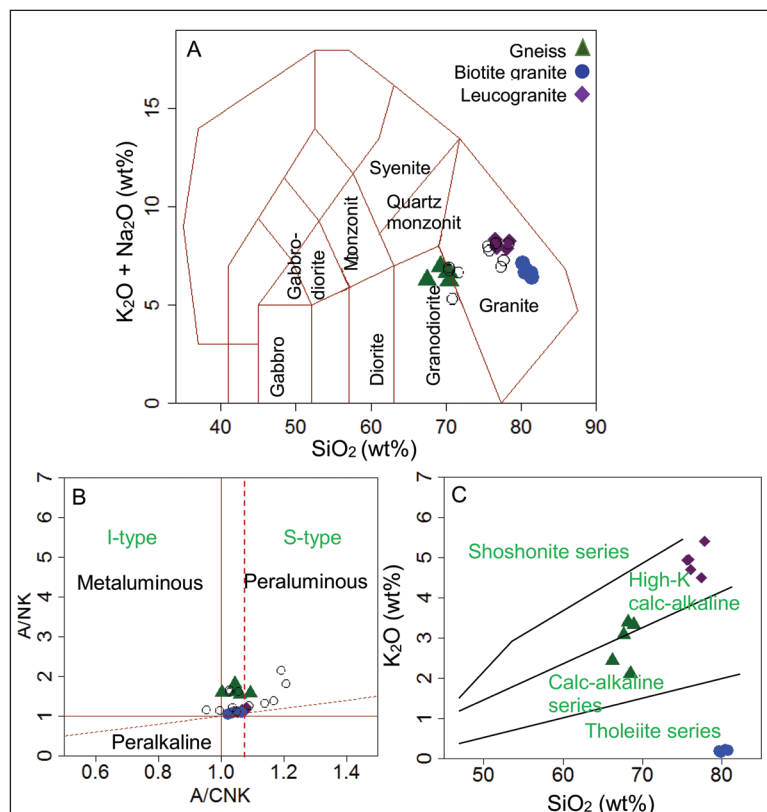 A
Gneiss
Biotite granite
Leucogranite
K₂O + Na₂O (wt%)
15
10
5
0
Syenite
Quartz
monzonit
Monzonit
Gabbro-
diorite
Gabbro
Diorite
Granodiorite
Granite
40 50 60 70 80 90
SiO₂ (wt%)
B
7
6
5
4
3
2
1
0
A/NK
I-type
S-type
Metaluminous
Peraluminous
Peralkaline
0.6 0.8 1.0 1.2 1.4
A/CNK
C
7
6
5
4
3
2
1
0
K₂O (wt%)
Shoshonite series
High-K
calc-alkaline
Calc-alkaline
series
Tholeiite series
50 60 70 80
SiO₂ (wt%)